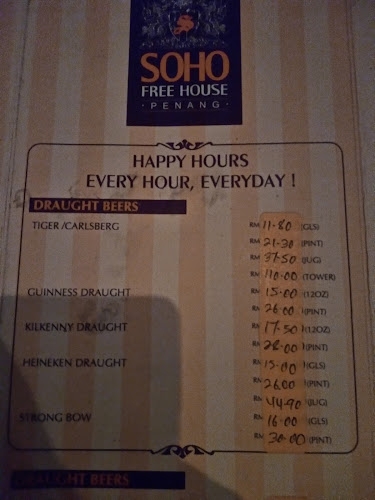 SOHO
FREE HOUSE
· PENANG ·
HAPPY HOURS
EVERY HOUR, EVERYDAY !
DRAUGHT BEERS
TIGER /CARLSBERG RM 11.80 (GLS)
RM 21.30 (PINT)
RM 37.50 (JUG)
RM 110.00 (TOWER)
GUINNESS DRAUGHT RM 15.00 (12OZ)
RM 26.00 (PINT)
KILKENNY DRAUGHT RM 17.50 (12OZ)
RM 28.00 (PINT)
HEINEKEN DRAUGHT RM 15.00 (GLS)
RM 26.00 (PINT)
RM 44.90 (JUG)
STRONG BOW RM 16.00 (GLS)
RM 30.00 (PINT)
DRAUGHT BEERS